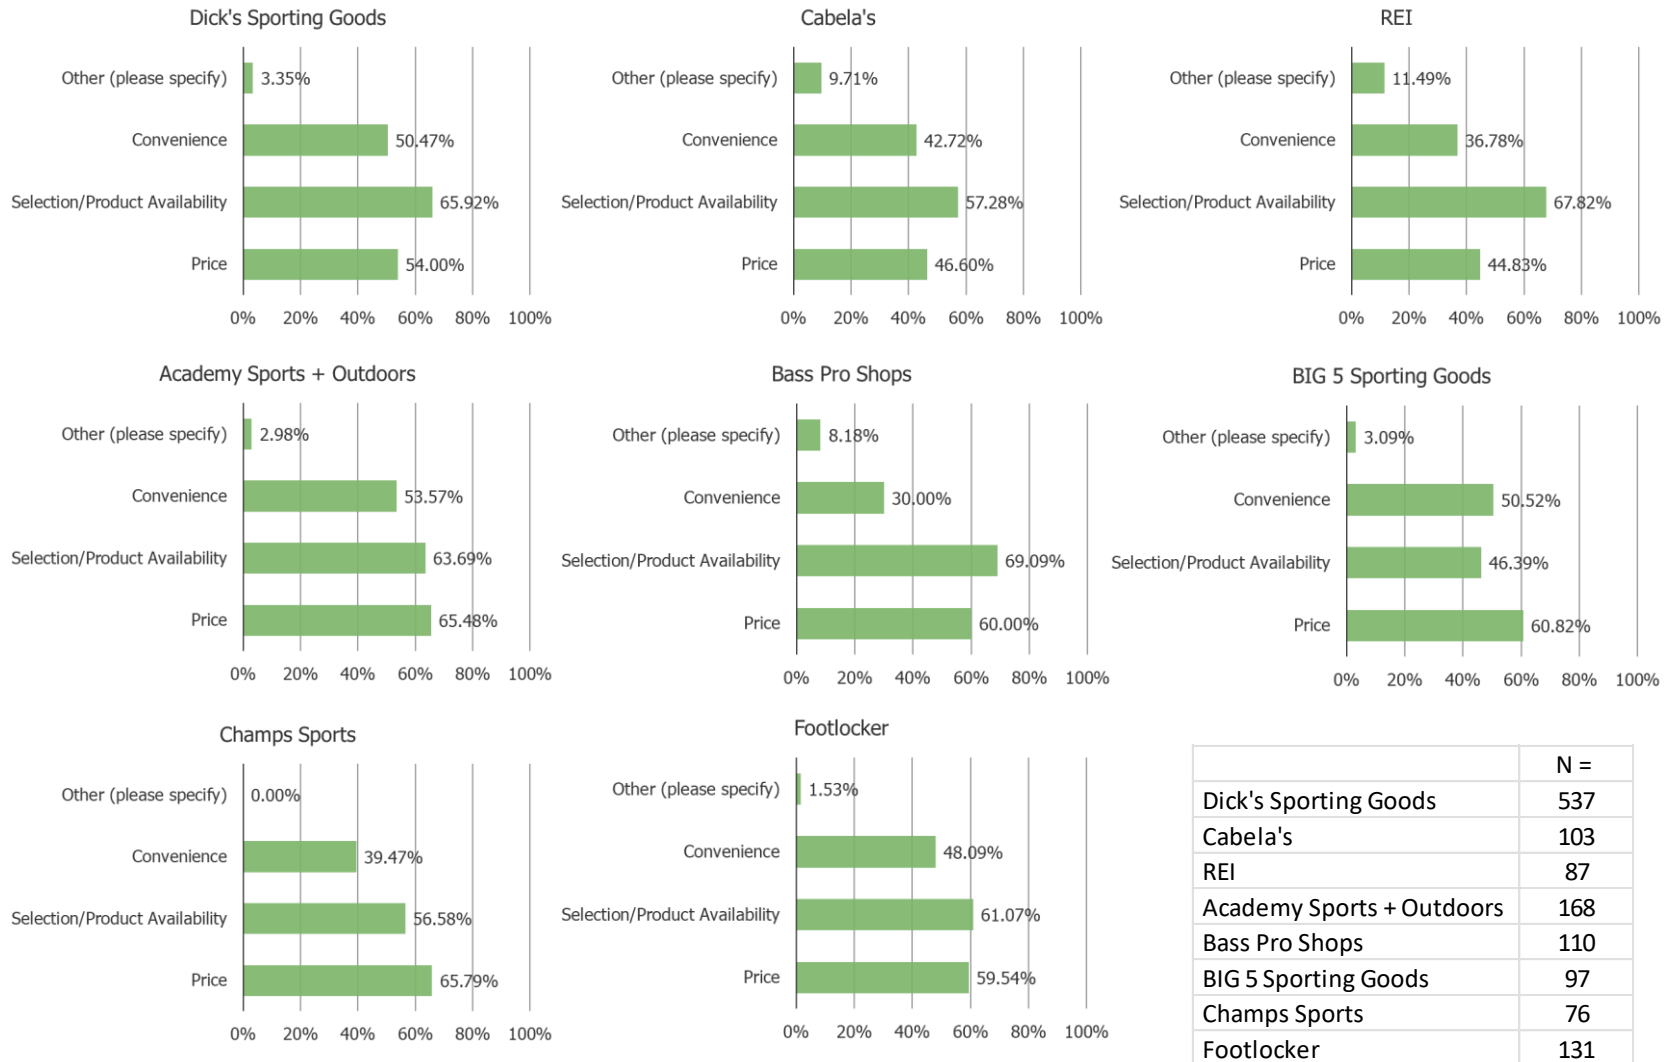 Dick's Sporting Goods
Other (please specify) 3.35%
Convenience 50.47%
Selection/Product Availability 65.92%
Price 54.00%
0% 20% 40% 60% 80% 100%
Cabela's
Other (please specify) 9.71%
Convenience 42.72%
Selection/Product Availability 57.28%
Price 46.60%
0% 20% 40% 60% 80% 100%
REI
Other (please specify) 11.49%
Convenience 36.78%
Selection/Product Availability 67.82%
Price 44.83%
0% 20% 40% 60% 80% 100%
Academy Sports + Outdoors
Other (please specify) 2.98%
Convenience 53.57%
Selection/Product Availability 63.69%
Price 65.48%
0% 20% 40% 60% 80% 100%
Bass Pro Shops
Other (please specify) 8.18%
Convenience 30.00%
Selection/Product Availability 69.09%
Price 60.00%
0% 20% 40% 60% 80% 100%
BIG 5 Sporting Goods
Other (please specify) 3.09%
Convenience 50.52%
Selection/Product Availability 46.39%
Price 60.82%
0% 20% 40% 60% 80% 100%
Champs Sports
Other (please specify) 0.00%
Convenience 39.47%
Selection/Product Availability 56.58%
Price 65.79%
0% 20% 40% 60% 80% 100%
Footlocker
Other (please specify) 1.53%
Convenience 48.09%
Selection/Product Availability 61.07%
Price 59.54%
0% 20% 40% 60% 80% 100%
N =
Dick's Sporting Goods 537
Cabela's 103
REI 87
Academy Sports + Outdoors 168
Bass Pro Shops 110
BIG 5 Sporting Goods 97
Champs Sports 76
Footlocker 131